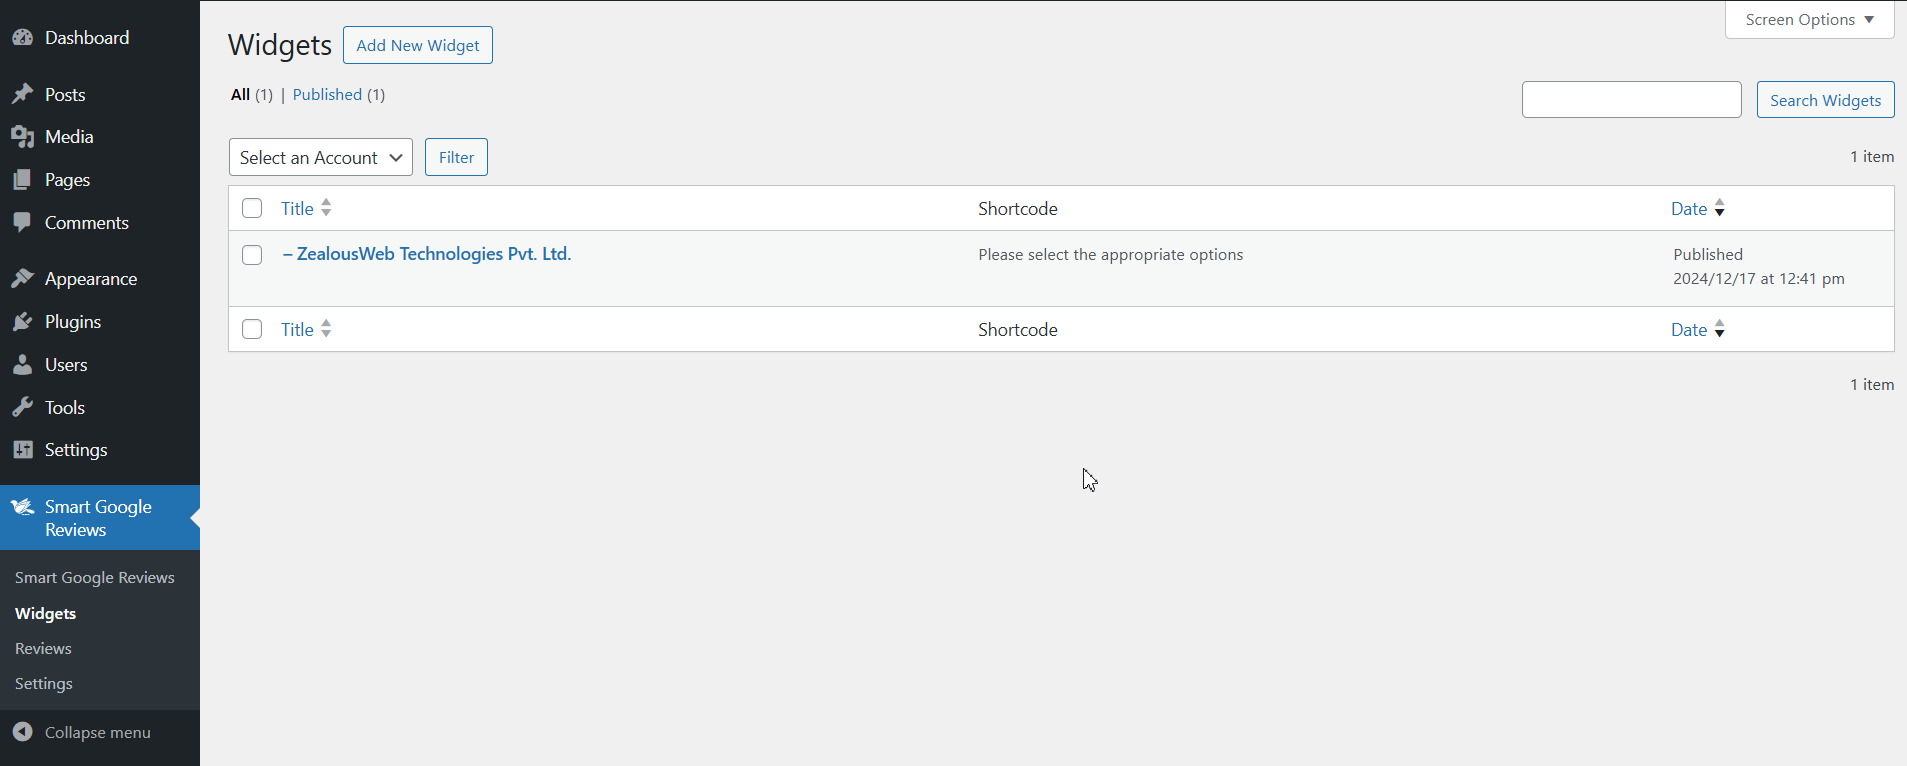 Dashboard
Posts
Media
Pages
Comments
Appearance
Plugins
Users
Tools
Settings
Smart Google
Reviews
Smart Google Reviews
Widgets
Reviews
Settings
Collapse menu
Screen Options
Widgets Add New Widget
All (1) | Published (1)
Search Widgets
Select an Account Filter
1 item
Title Shortcode Date
– ZealousWeb Technologies Pvt. Ltd. Please select the appropriate options Published
2024/12/17 at 12:41 pm
Title Shortcode Date
1 item